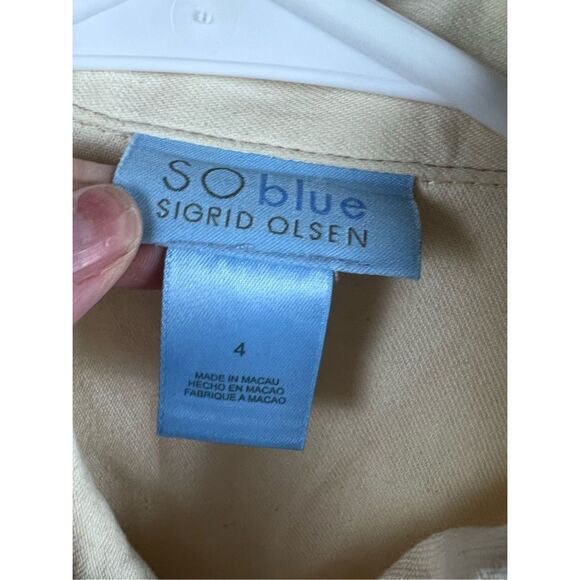 SO blue
SIGRID OLSEN
4
MADE IN MACAU
HECHO EN MACAO
FABRIQUE A MACAO